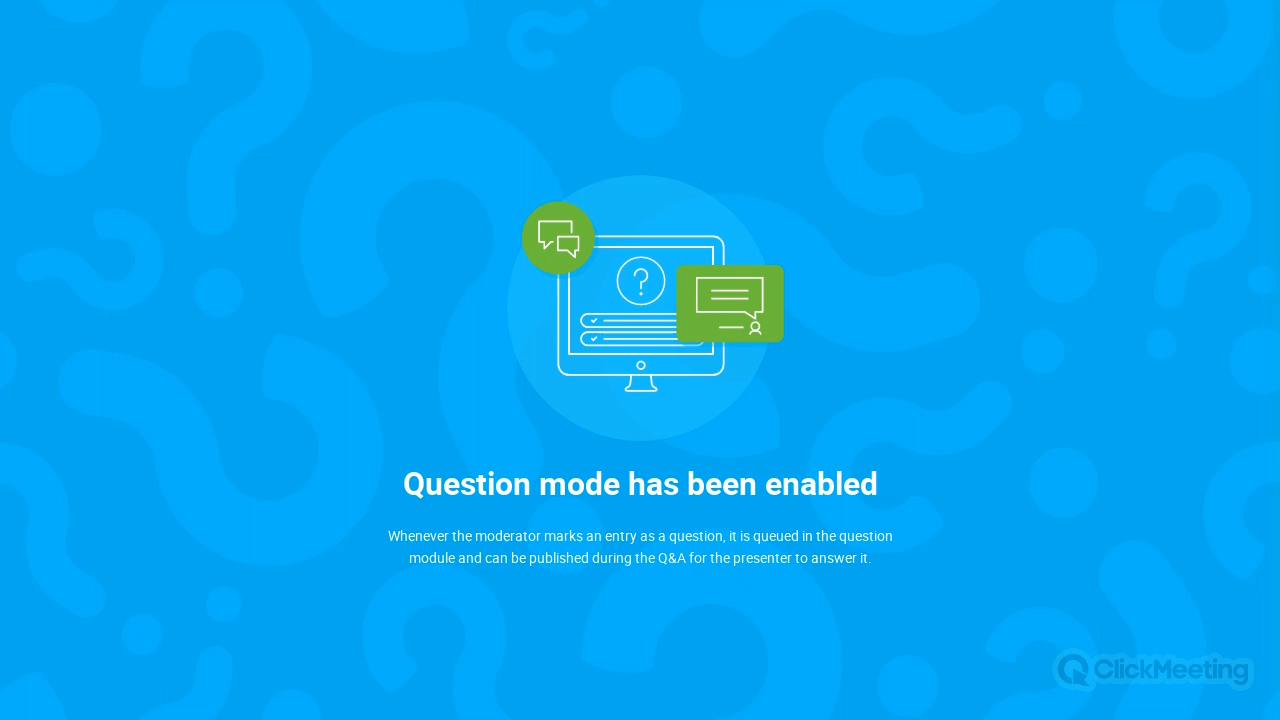 Question mode has been enabled
Whenever the moderator marks an entry as a question, it is queued in the question
module and can be published during the Q&A for the presenter to answer it.
ClickMeeting